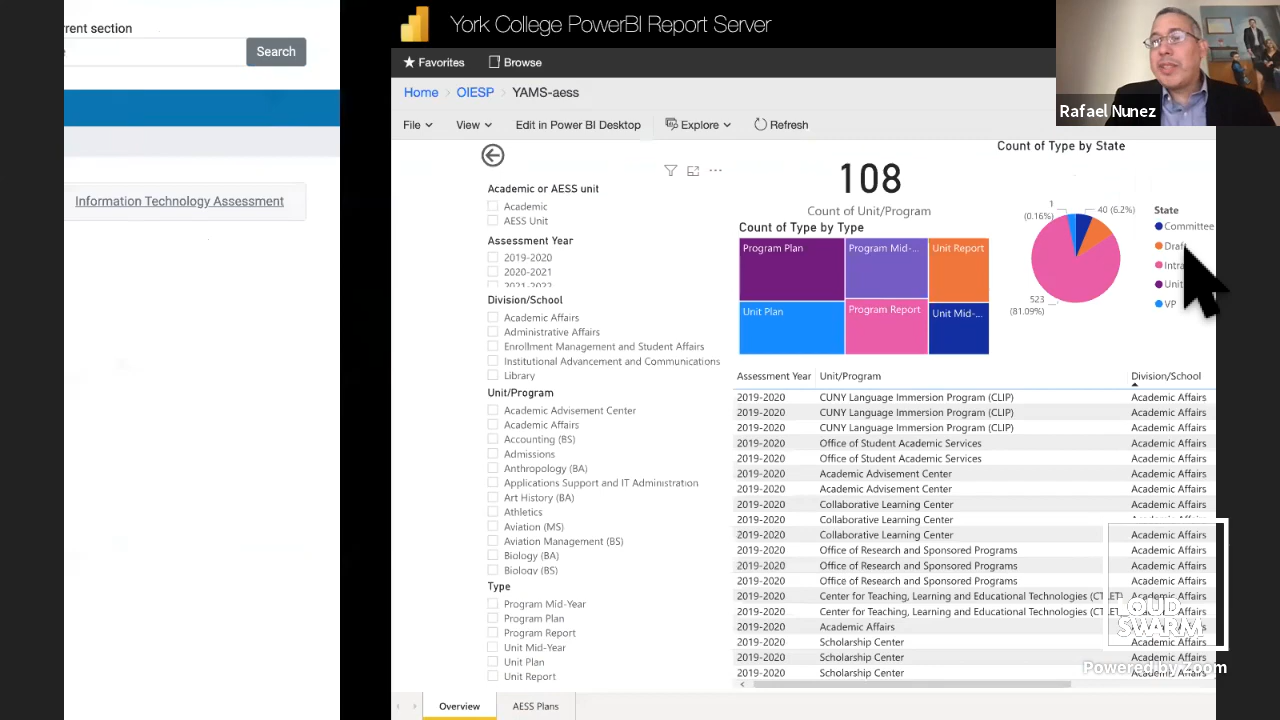 rrent section
Search
Information Technology Assessment
York College PowerBI Report Server
Favorites
Browse
Home
OIESP
YAMS-aess
File
View
Edit in Power BI Desktop
Explore
Refresh
Rafael Nunez
Academic or AESS unit
Academic
AESS Unit
Assessment Year
2019-2020
2020-2021
2021-2022
Division/School
Academic Affairs
Administrative Affairs
Enrollment Management and Student Affairs
Institutional Advancement and Communications
Library
Unit/Program
Academic Advisement Center
Academic Affairs
Accounting (BS)
Admissions
Anthropology (BA)
Applications Support and IT Administration
Art History (BA)
Athletics
Aviation (MS)
Aviation Management (BS)
Biology (BA)
Biology (BS)
Type
Program Mid-Year
Program Plan
Program Report
Unit Mid-Year
Unit Plan
Unit Report
108
Count of Unit/Program
Count of Type by Type
Program Plan
Program Mid-...
Unit Report
Unit Plan
Program Report
Unit Mid-...
Count of Type by State
1
(0.16%)
40 (6.2%)
523
(81.09%)
State
Committee
Draft
Intra
Unit
VP
Assessment Year Unit/Program Division/School
2019-2020 CUNY Language Immersion Program (CLIP) Academic Affairs
2019-2020 CUNY Language Immersion Program (CLIP) Academic Affairs
2019-2020 CUNY Language Immersion Program (CLIP) Academic Affairs
2019-2020 Office of Student Academic Services Academic Affairs
2019-2020 Office of Student Academic Services Academic Affairs
2019-2020 Academic Advisement Center Academic Affairs
2019-2020 Academic Advisement Center Academic Affairs
2019-2020 Collaborative Learning Center Academic Affairs
2019-2020 Collaborative Learning Center Academic Affairs
2019-2020 Collaborative Learning Center Academic Affairs
2019-2020 Office of Research and Sponsored Programs Academic Affairs
2019-2020 Office of Research and Sponsored Programs Academic Affairs
2019-2020 Office of Research and Sponsored Programs Academic Affairs
2019-2020 Center for Teaching, Learning and Educational Technologies (CTLET) Academic Affairs
2019-2020 Center for Teaching, Learning and Educational Technologies (CTLET) Academic Affairs
2019-2020 Academic Affairs Academic Affairs
2019-2020 Scholarship Center Academic Affairs
2019-2020 Scholarship Center Academic Affairs
2019-2020 Scholarship Center Academic Affairs
LOUD
SWARM
Powered by zoom
Overview
AESS Plans